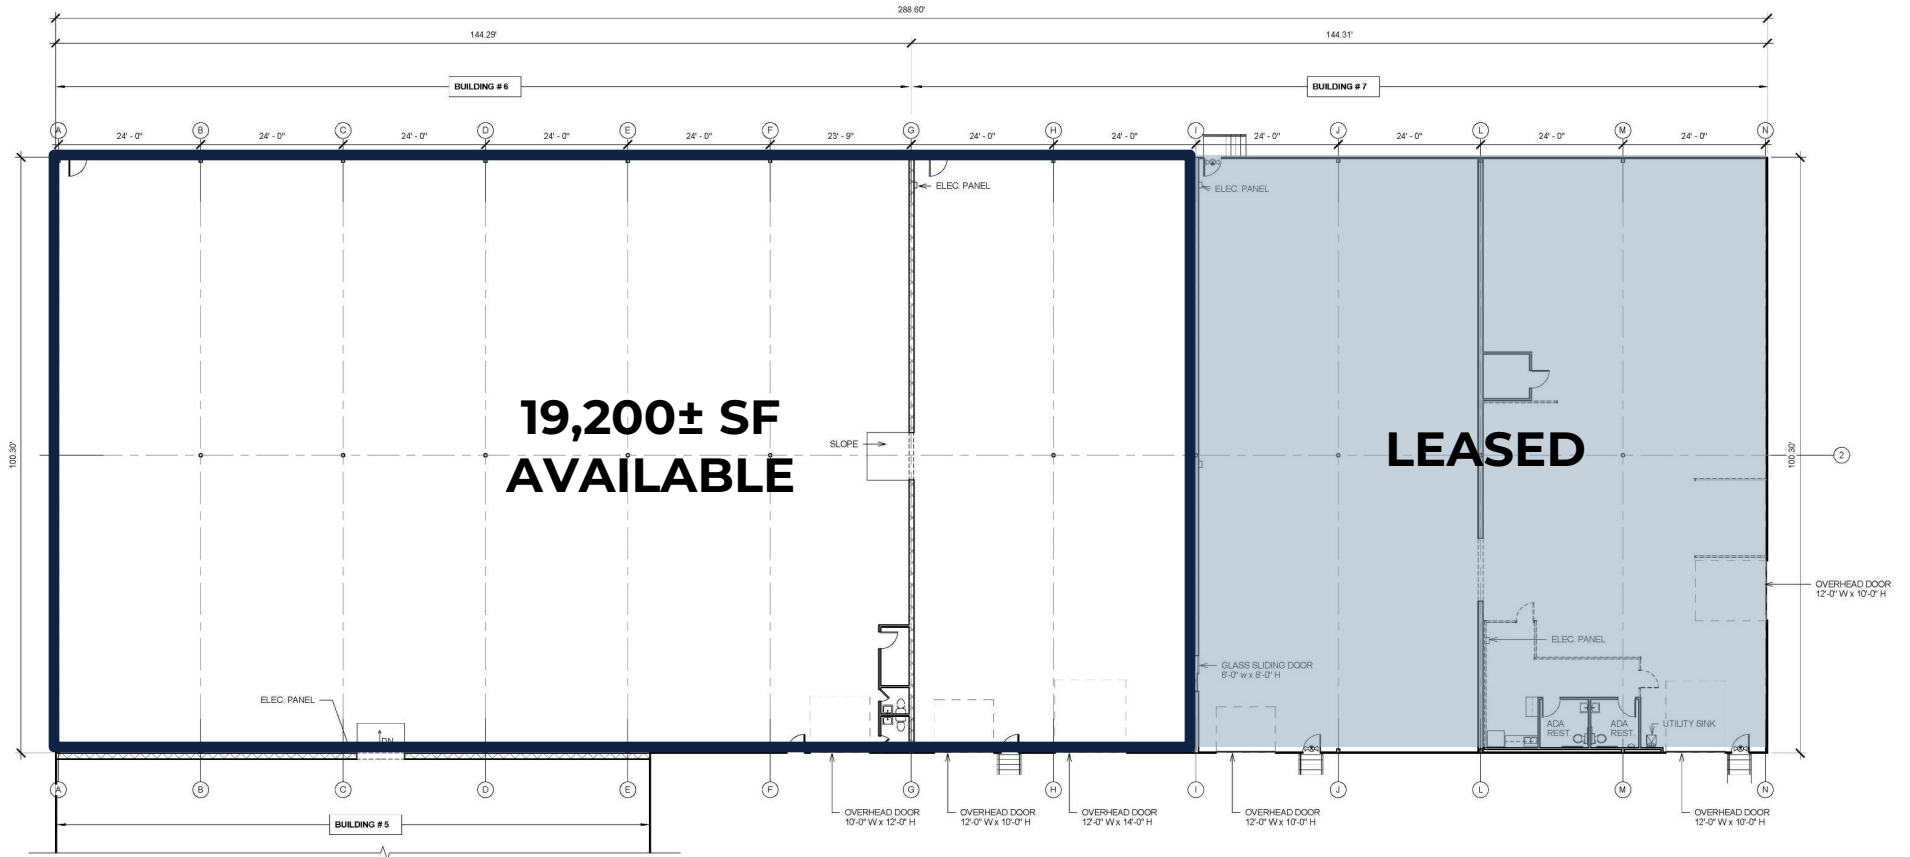 288.60'
144.29' 144.31'
BUILDING # 6 BUILDING # 7
A B C D E F G H I J L M N
24' - 0" 24' - 0" 24' - 0" 24' - 0" 24' - 0" 23' - 9" 24' - 0" 24' - 0" 24' - 0" 24' - 0" 24' - 0" 24' - 0"
ELEC. PANEL
ELEC. PANEL
19,200± SF
AVAILABLE
SLOPE
LEASED
100.30'
100.30'
2
OVERHEAD DOOR
12'-0" W x 10'-0" H
ELEC. PANEL
GLASS SLIDING DOOR
6'-0" w x 8'-0" H
ELEC. PANEL
DN
ADA
REST.
ADA
REST.
UTILITY SINK
A B C D E F G H I J L M N
OVERHEAD DOOR
10'-0" W x 12'-0" H
OVERHEAD DOOR
12'-0" W x 10'-0" H
OVERHEAD DOOR
12'-0" W x 14'-0" H
OVERHEAD DOOR
12'-0" W x 10'-0" H
OVERHEAD DOOR
12'-0" W x 10'-0" H
BUILDING # 5